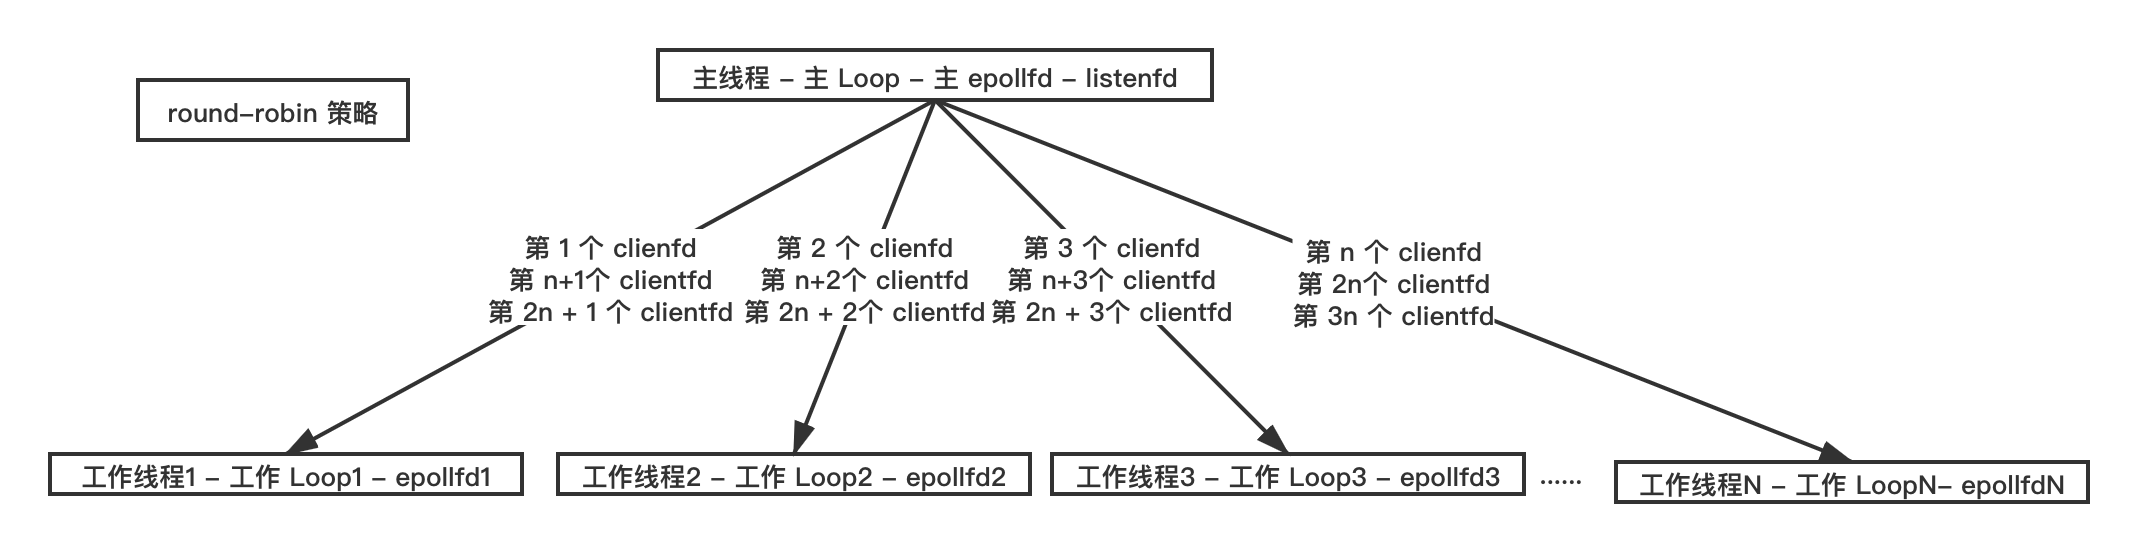 round-robin 策略
主线程 - 主 Loop - 主 epollfd - listenfd
第 1 个 clienfd
第 n+1个 clientfd
第 2n + 1 个 clientfd
第 2 个 clienfd
第 n+2个 clientfd
第 2n + 2个 clientfd
第 3 个 clienfd
第 n+3个 clientfd
第 2n + 3个 clientfd
第 n 个 clienfd
第 2n个 clientfd
第 3n 个 clientfd
工作线程1 - 工作 Loop1 - epollfd1
工作线程2 - 工作 Loop2 - epollfd2
工作线程3 - 工作 Loop3 - epollfd3
......
工作线程N - 工作 LoopN- epollfdN